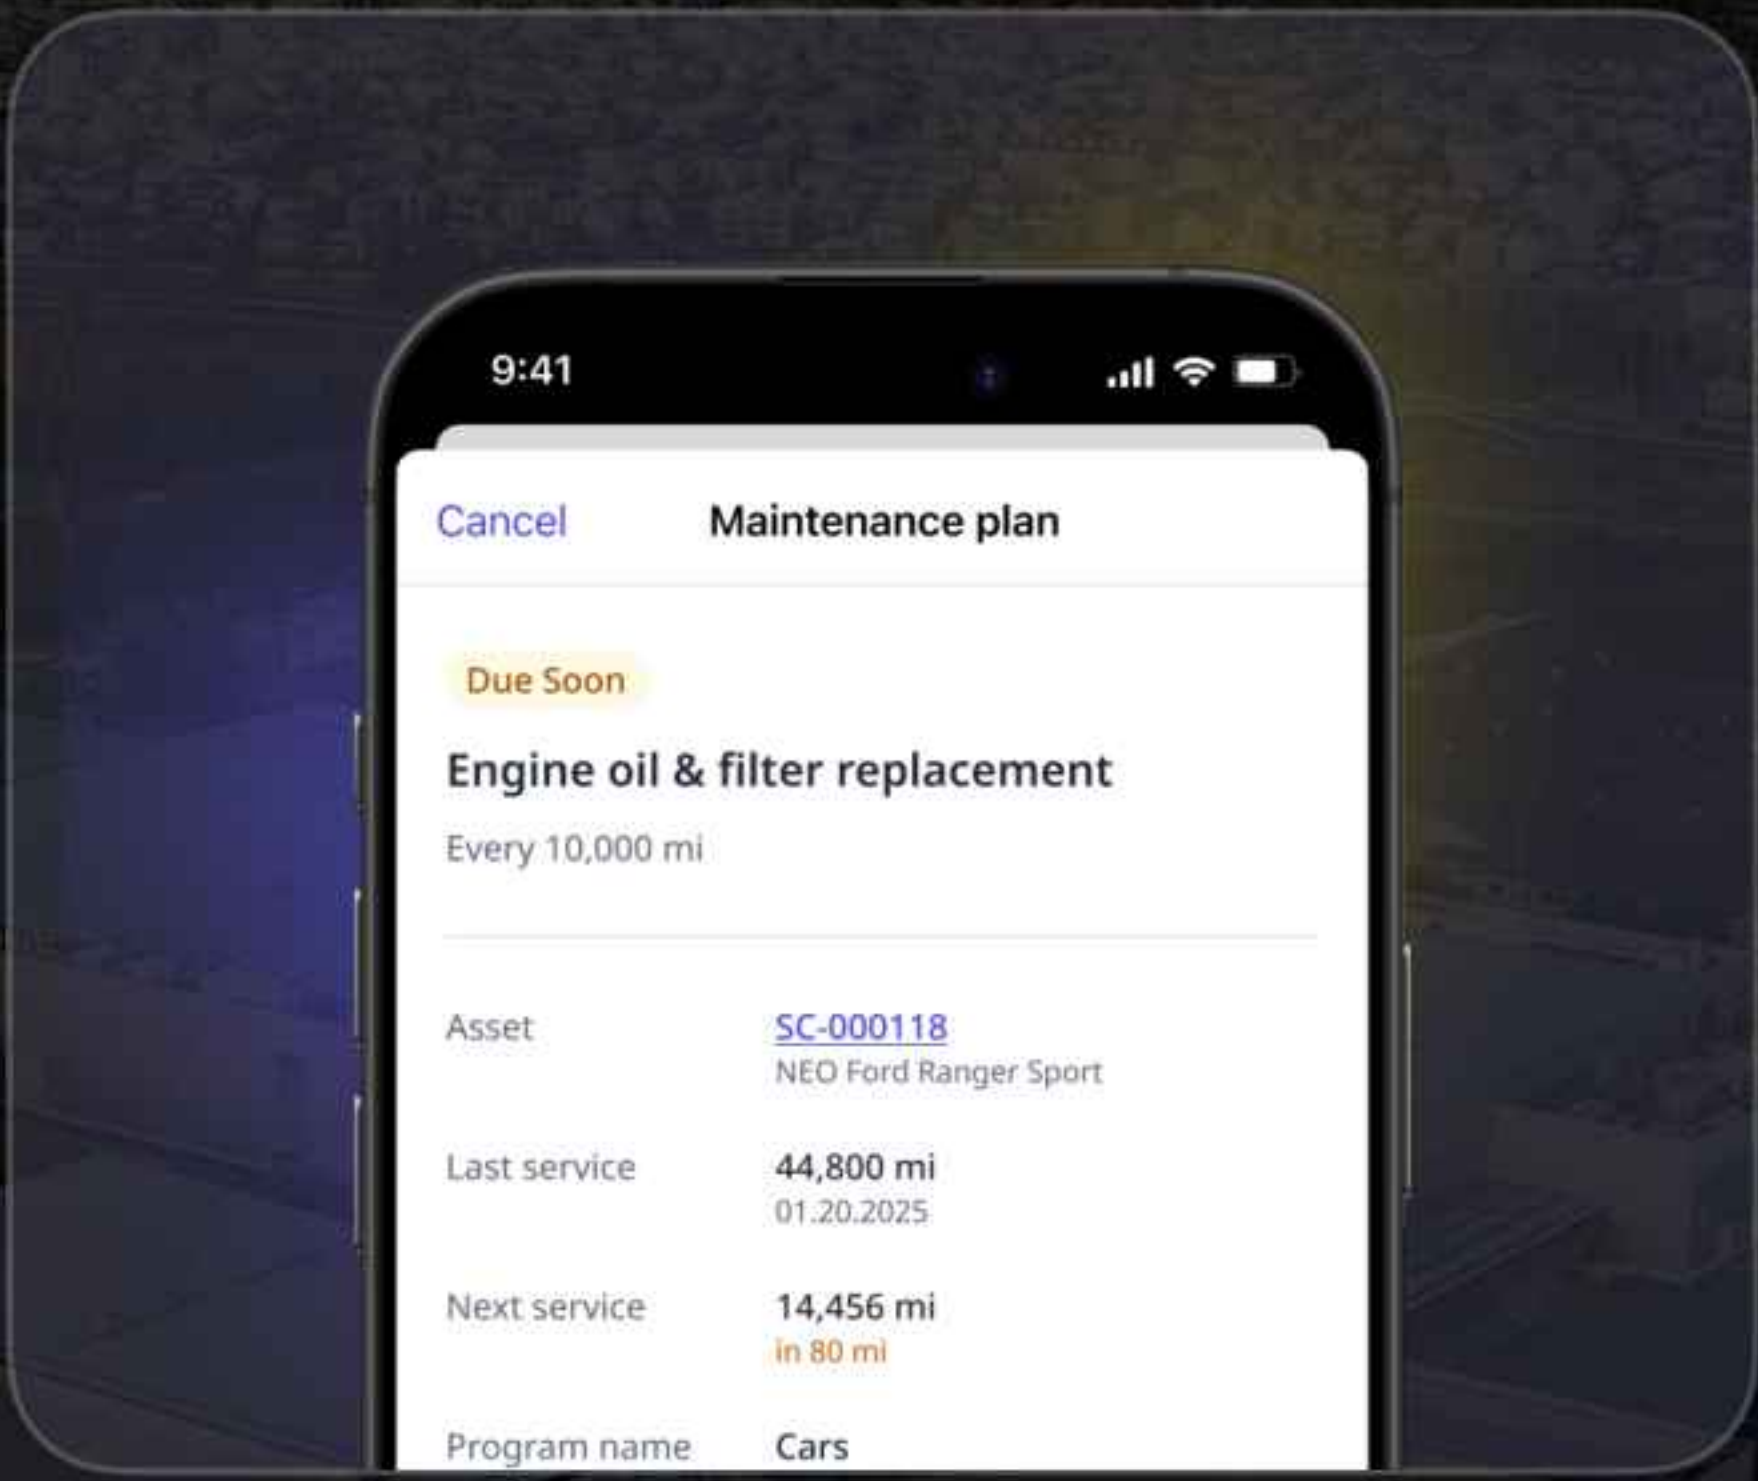 9:41
Cancel
Maintenance plan
Due Soon
Engine oil & filter replacement
Every 10,000 mi
Asset
SC-000118
NEO Ford Ranger Sport
Last service
44,800 mi
01.20.2025
Next service
14,456 mi
in 80 mi
Program name
Cars